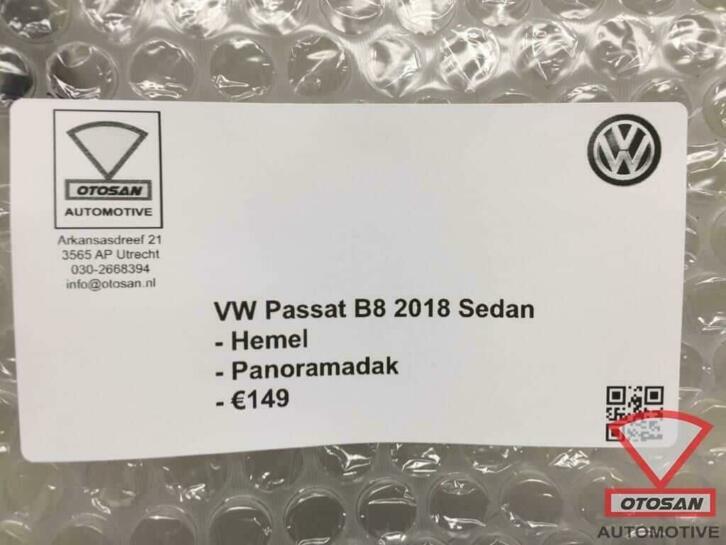 OTOSAN
AUTOMOTIVE
Arkansasdreef 21
3565 AP Utrecht
030-2668394
info@otosan.nl
VW
VW Passat B8 2018 Sedan
- Hemel
- Panoramadak
- €149
OTOSAN
AUTOMOTIVE